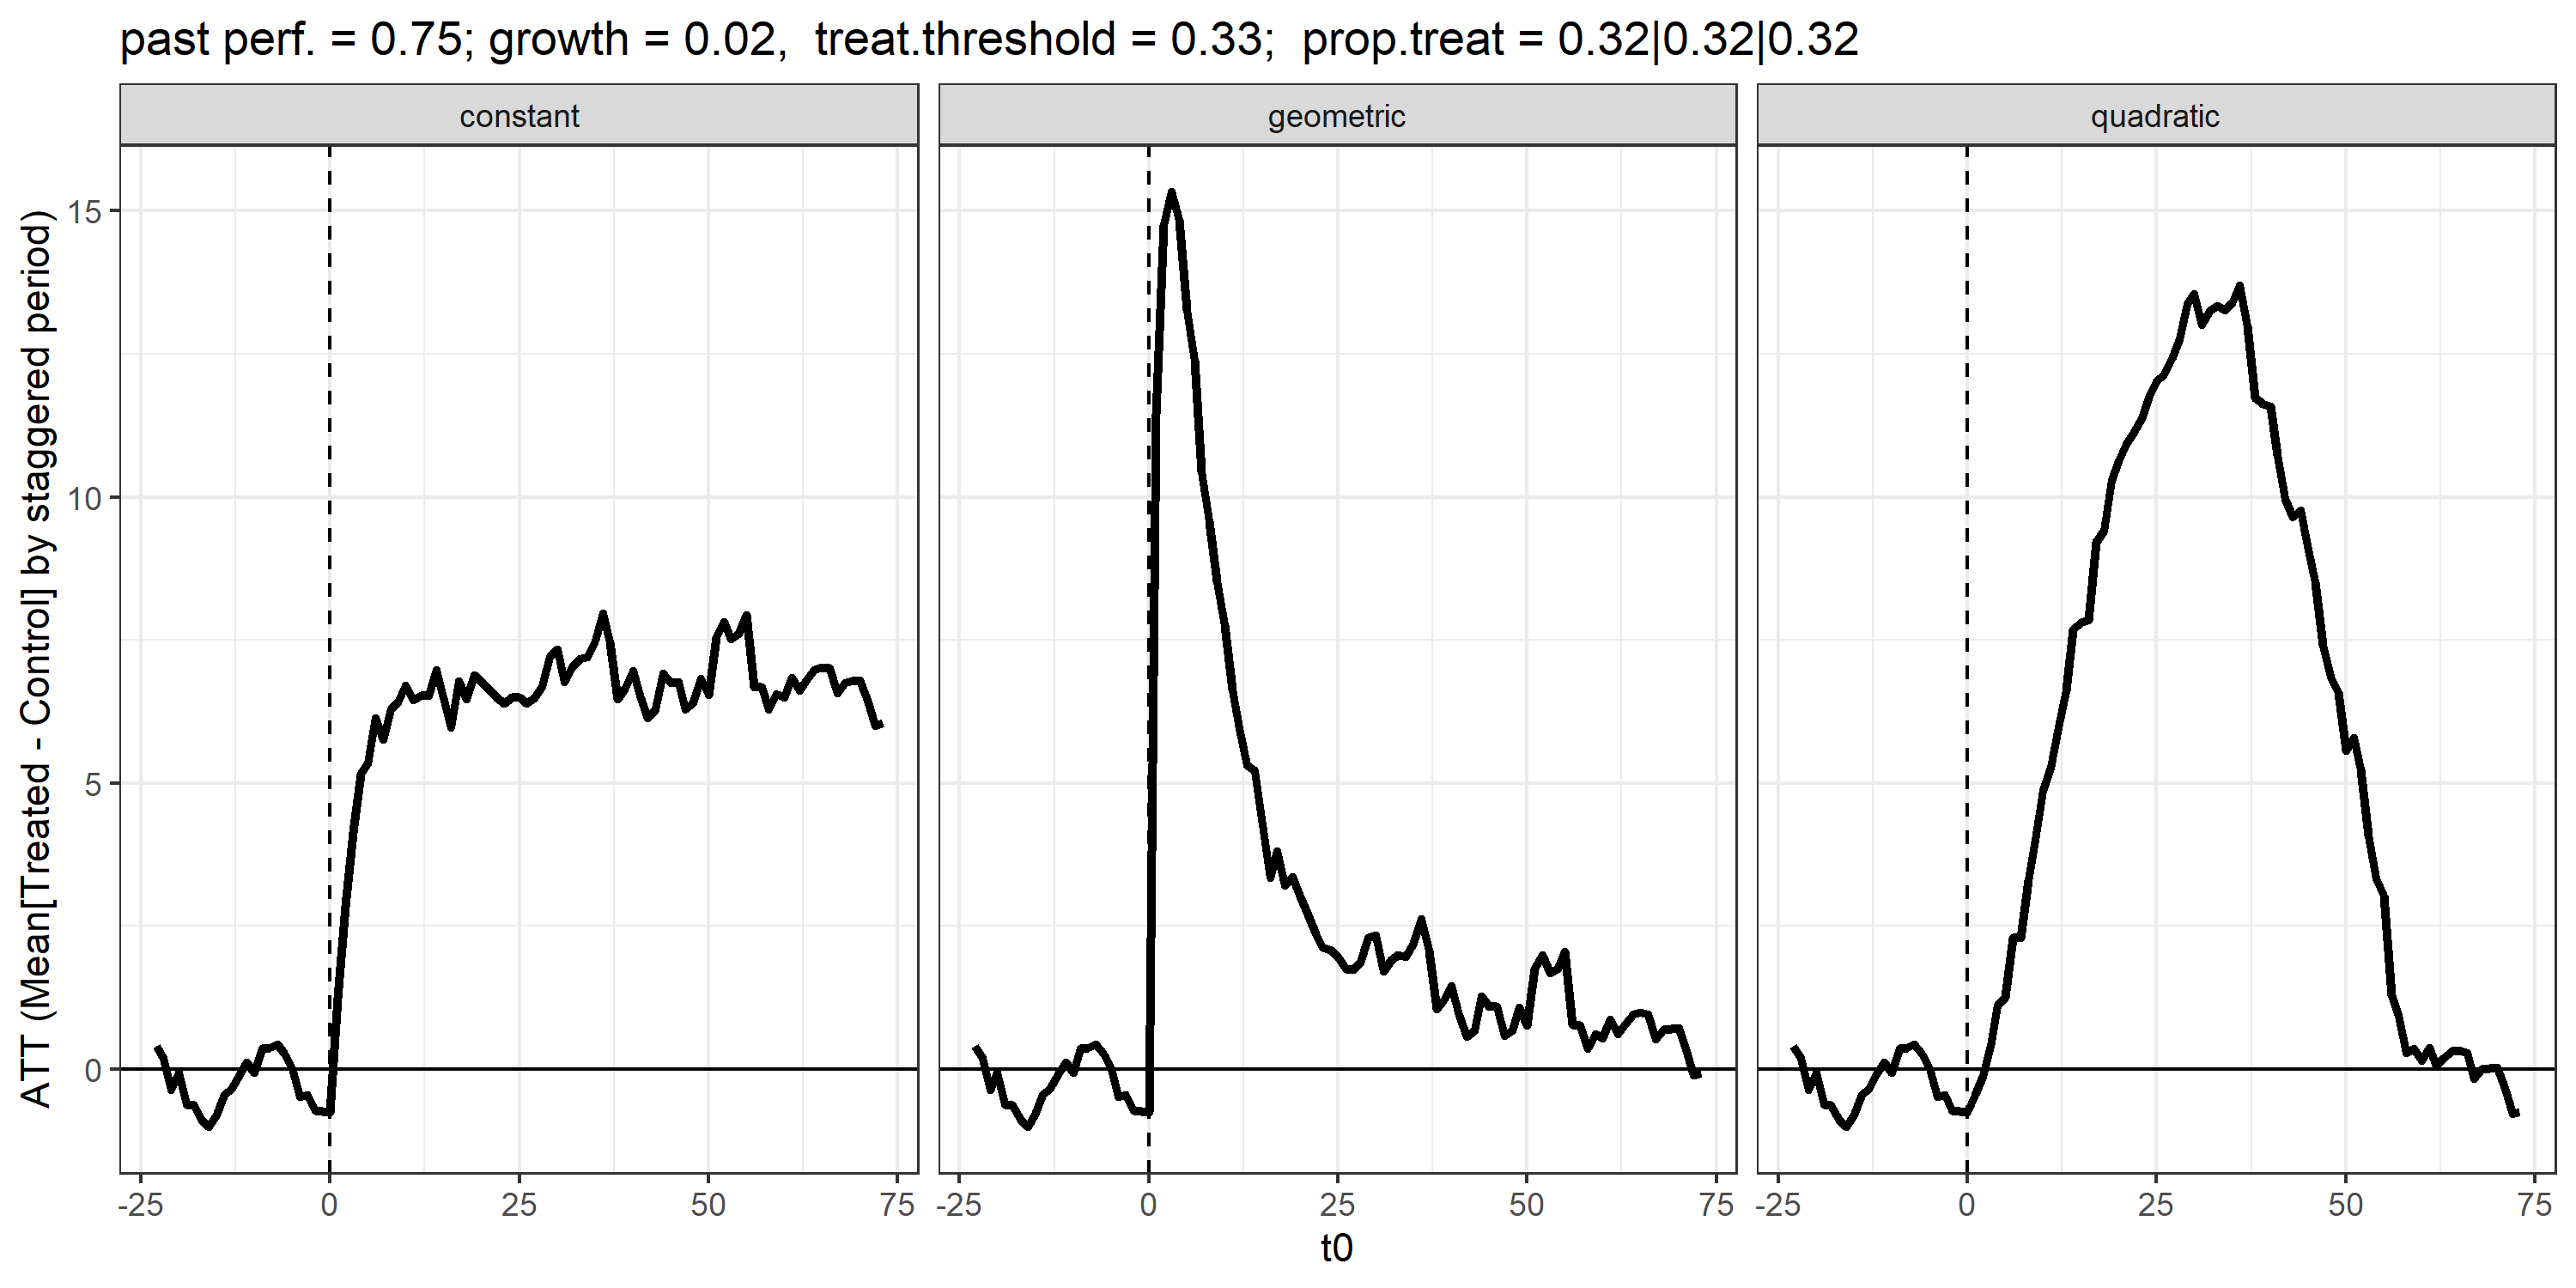 past perf. = 0.75; growth = 0.02,  treat.threshold = 0.33;  prop.treat = 0.32|0.32|0.32
constant
geometric
quadratic
ATT (Mean[Treated - Control] by staggered period)
15
10
5
0
-25 0 25 50 75
-25 0 25 50 75
-25 0 25 50 75
t0